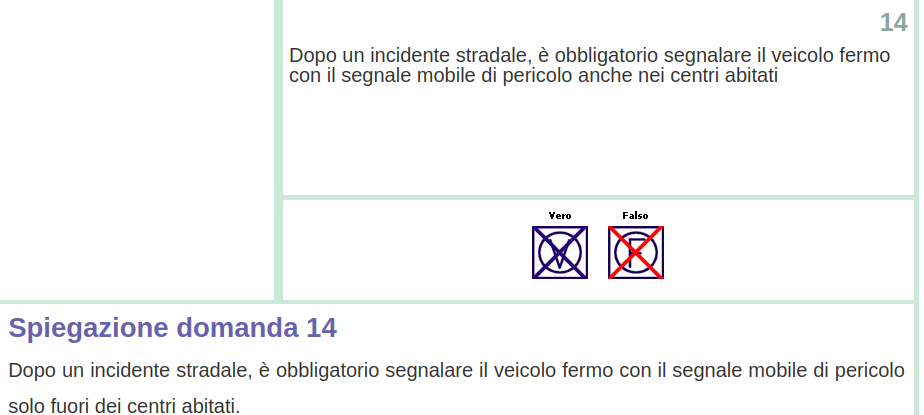 14
Dopo un incidente stradale, è obbligatorio segnalare il veicolo fermo
con il segnale mobile di pericolo anche nei centri abitati
Vero Falso
V F
Spiegazione domanda 14
Dopo un incidente stradale, è obbligatorio segnalare il veicolo fermo con il segnale mobile di pericolo
solo fuori dei centri abitati.